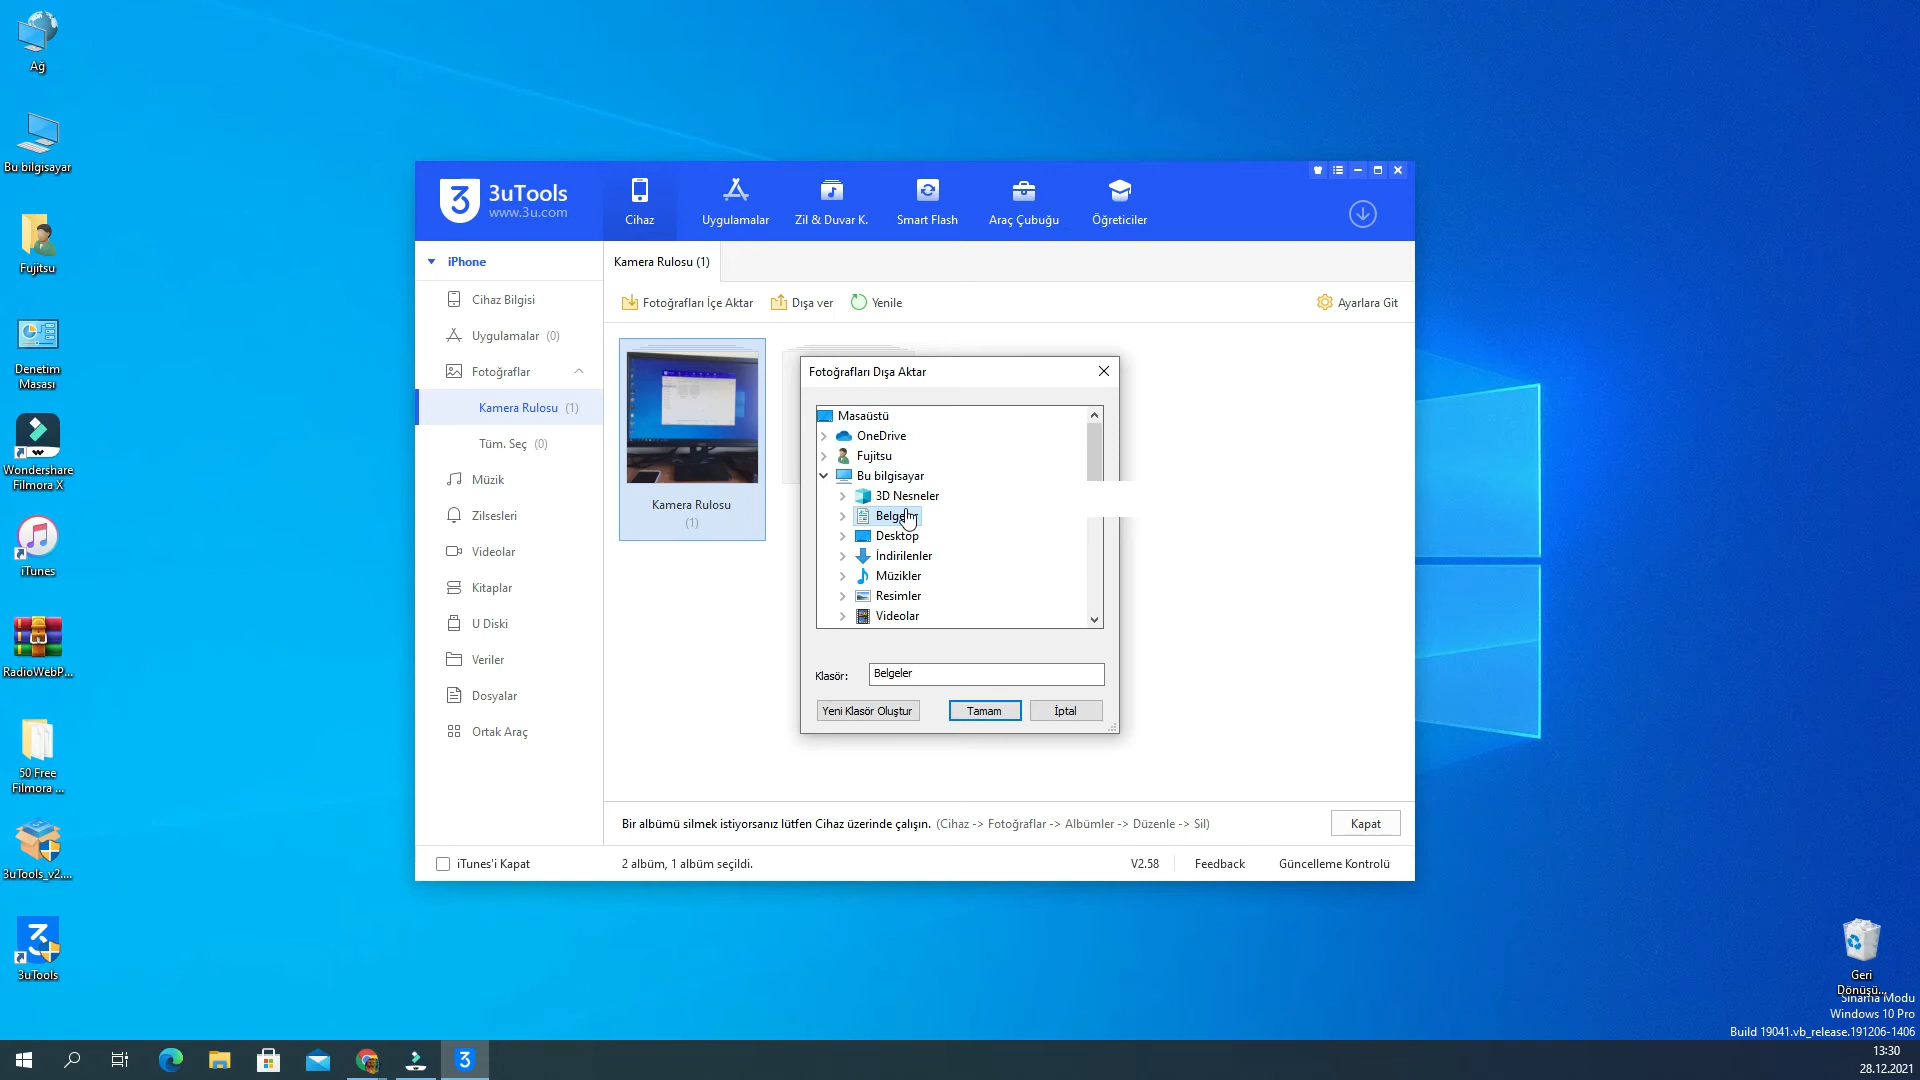 Ağ
Bu bilgisayar
Fujitsu
Denetim
Masası
Wondershare
Filmora X
iTunes
RadioWebP...
50 Free
Filmora ...
3uTools_v2....
3uTools
3uTools
www.3u.com
Cihaz
Uygulamalar
Zil & Duvar K.
Smart Flash
Araç Çubuğu
Öğreticiler
iPhone
Cihaz Bilgisi
Uygulamalar (0)
Fotoğraflar
Kamera Rulosu (1)
Tüm. Seç (0)
Müzik
Zilsesleri
Videolar
Kitaplar
U Diski
Veriler
Dosyalar
Ortak Araç
Kamera Rulosu (1)
Fotoğrafları İçe Aktar
Dışa ver
Yenile
Ayarlara Git
Kamera Rulosu
(1)
Fotoğrafları Dışa Aktar
Masaüstü
OneDrive
Fujitsu
Bu bilgisayar
3D Nesneler
Belgeler
Desktop
İndirilenler
Müzikler
Resimler
Videolar
Klasör:
Belgeler
Yeni Klasör Oluştur
Tamam
İptal
Bir albümü silmek istiyorsanız lütfen Cihaz üzerinde çalışın. (Cihaz -> Fotoğraflar -> Albümler -> Düzenle -> Sil)
Kapat
iTunes'i Kapat
2 albüm, 1 albüm seçildi.
V2.58
Feedback
Güncelleme Kontrolü
Geri
Dönüşü...
Sınama Modu
Windows 10 Pro
Build 19041.vb_release.191206-1406
13:30
28.12.2021